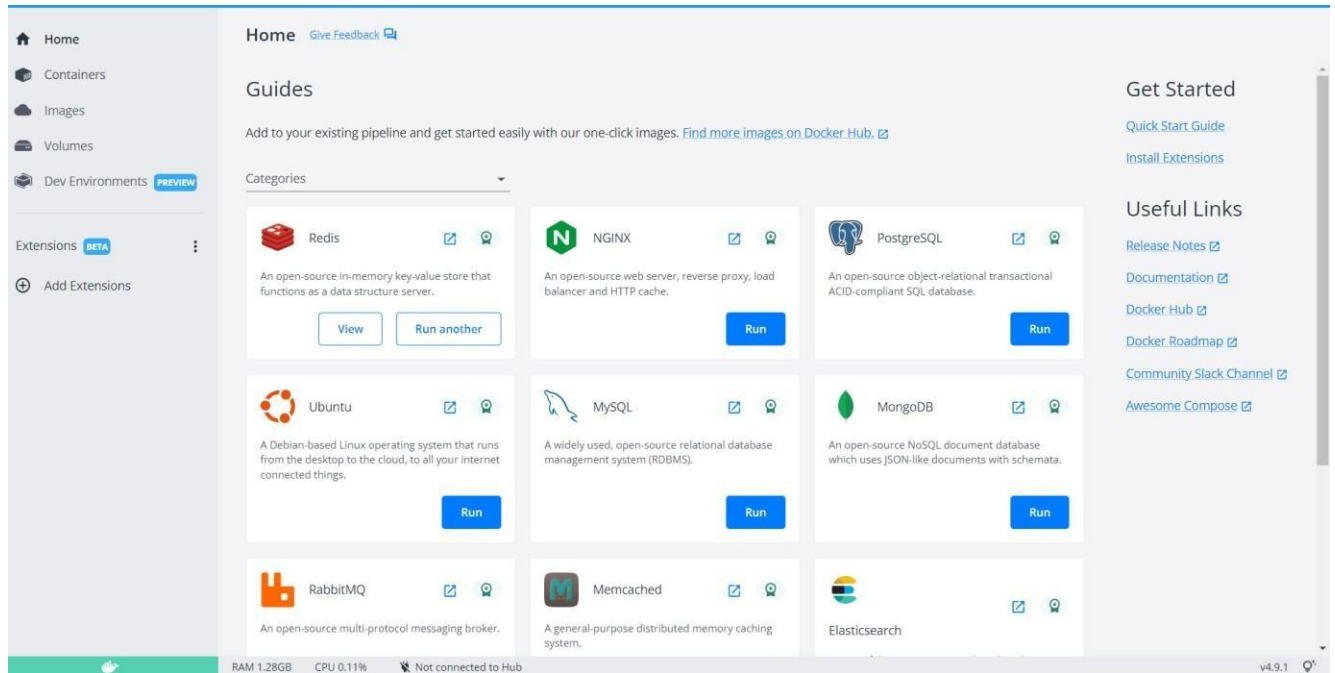 Home
Containers
Images
Volumes
Dev Environments PREVIEW
Extensions BETA
Add Extensions
Home Give Feedback
Guides
Add to your existing pipeline and get started easily with our one-click images. Find more images on Docker Hub.
Categories
Redis
An open-source in-memory key-value store that
functions as a data structure server.
View Run another
NGINX
An open-source web server, reverse proxy, load
balancer and HTTP cache.
Run
PostgreSQL
An open-source object-relational transactional
ACID-compliant SQL database.
Run
Ubuntu
A Debian-based Linux operating system that runs
from the desktop to the cloud, to all your internet
connected things.
Run
MySQL
A widely used, open-source relational database
management system (RDBMS).
Run
MongoDB
An open-source NoSQL document database
which uses JSON-like documents with schemata.
Run
RabbitMQ
An open-source multi-protocol messaging broker.
Memcached
A general-purpose distributed memory caching
system.
Elasticsearch
Get Started
Quick Start Guide
Install Extensions
Useful Links
Release Notes
Documentation
Docker Hub
Docker Roadmap
Community Slack Channel
Awesome Compose
RAM 1.28GB CPU 0.11% Not connected to Hub
v4.9.1